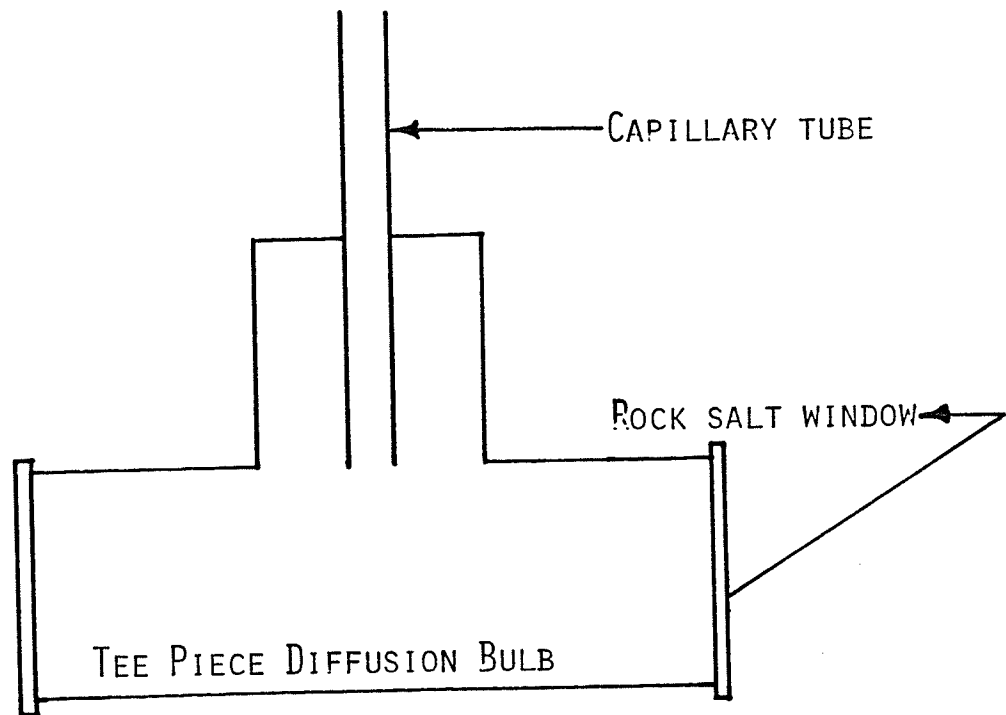 CAPILLARY TUBE
ROCK SALT WINDOW
TEE PIECE DIFFUSION BULB